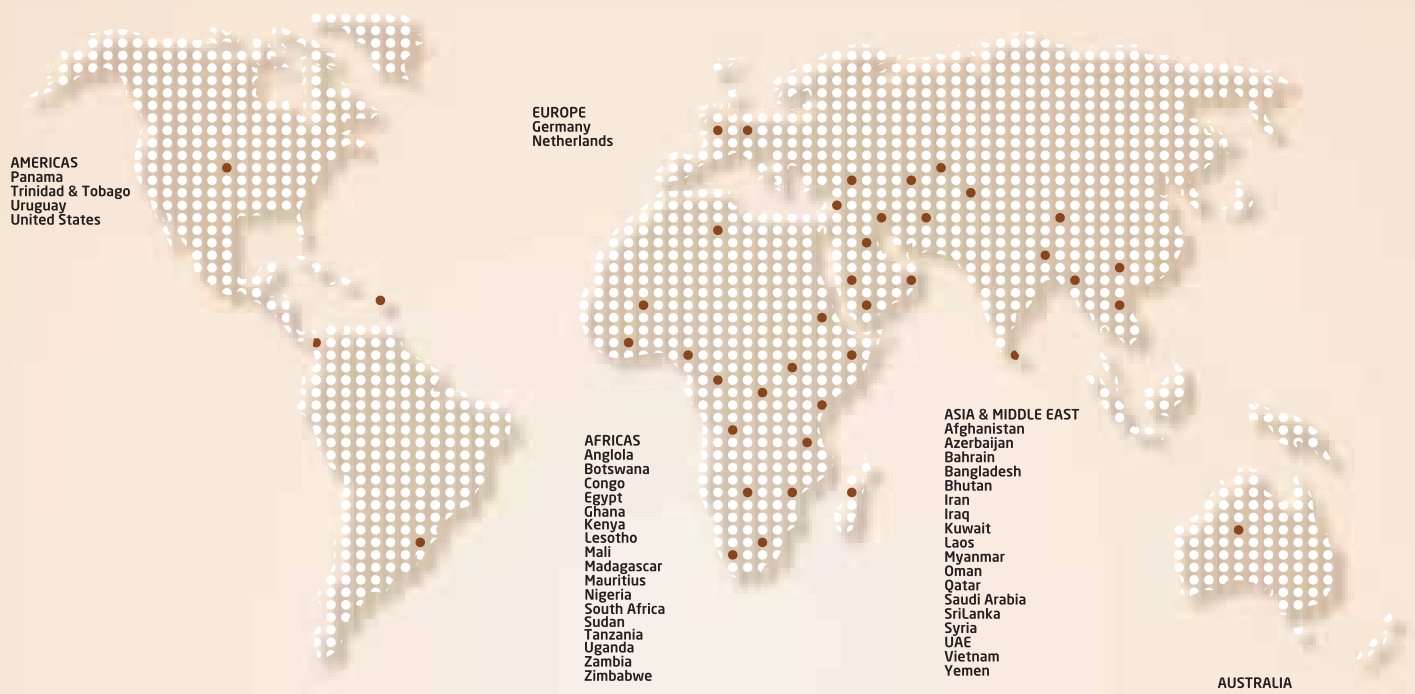 AMERICAS
Panama
Trinidad & Tobago
Uruguay
United States
EUROPE
Germany
Netherlands
AFRICAS
Anglola
Botswana
Congo
Egypt
Ghana
Kenya
Lesotho
Mali
Madagascar
Mauritius
Nigeria
South Africa
Sudan
Tanzania
Uganda
Zambia
Zimbabwe
ASIA & MIDDLE EAST
Afghanistan
Azerbaijan
Bahrain
Bangladesh
Bhutan
Iran
Iraq
Kuwait
Laos
Myanmar
Oman
Qatar
Saudi Arabia
SriLanka
Syria
UAE
Vietnam
Yemen
AUSTRALIA